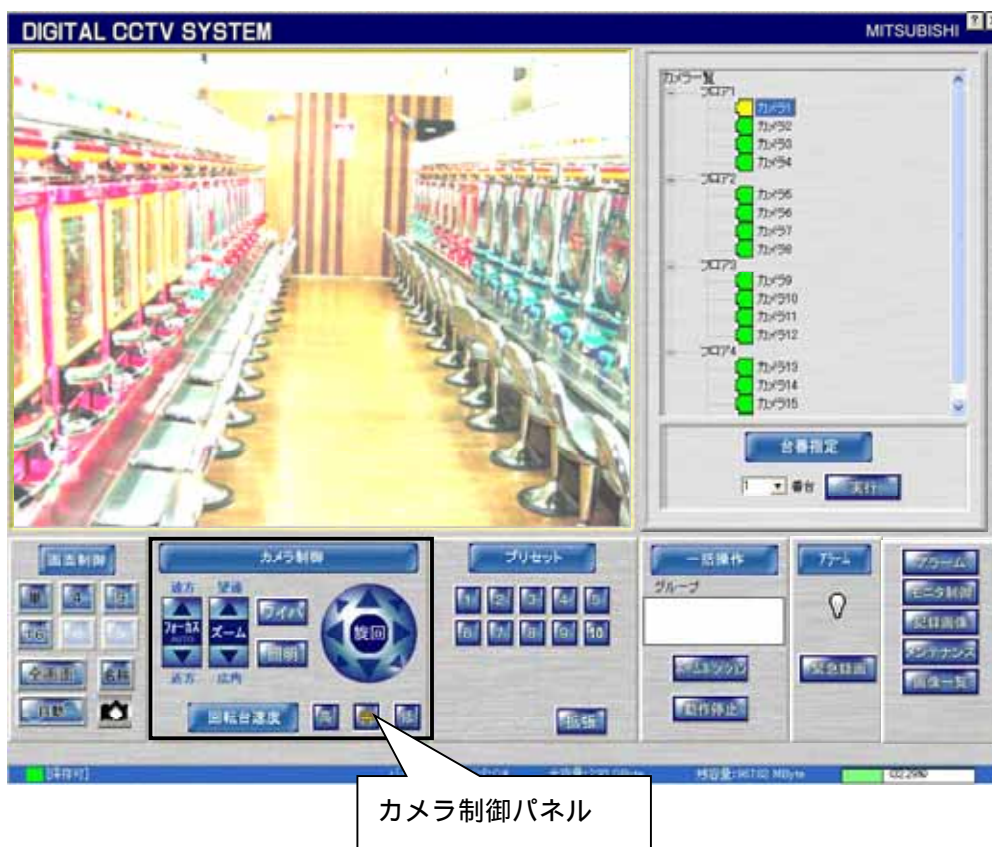 DIGITAL CCTV SYSTEM
MITSUBISHI
カメラ一覧
フロア1
カメラ1
カメラ2
カメラ3
カメラ4
フロア2
カメラ5
カメラ6
カメラ7
カメラ8
フロア3
カメラ9
カメラ10
カメラ11
カメラ12
フロア4
カメラ13
カメラ14
カメラ15
台番指定
1 番台 実行
画面制御
単 4 9
16
全画面 名称
自動
カメラ制御
遠方 望遠
フォーカス AUTO ズーム ワイパ 旋回
照明
近方 広角
回転台速度 高 中 低
プリセット
1 2 3 4 5
6 7 8 9 10
拡張
一括操作
グループ
動作停止
アラーム
緊急録画
アラーム
モニタ制御
記録画像
メンテナンス
画像一覧
[保存可]
カメラ制御パネル